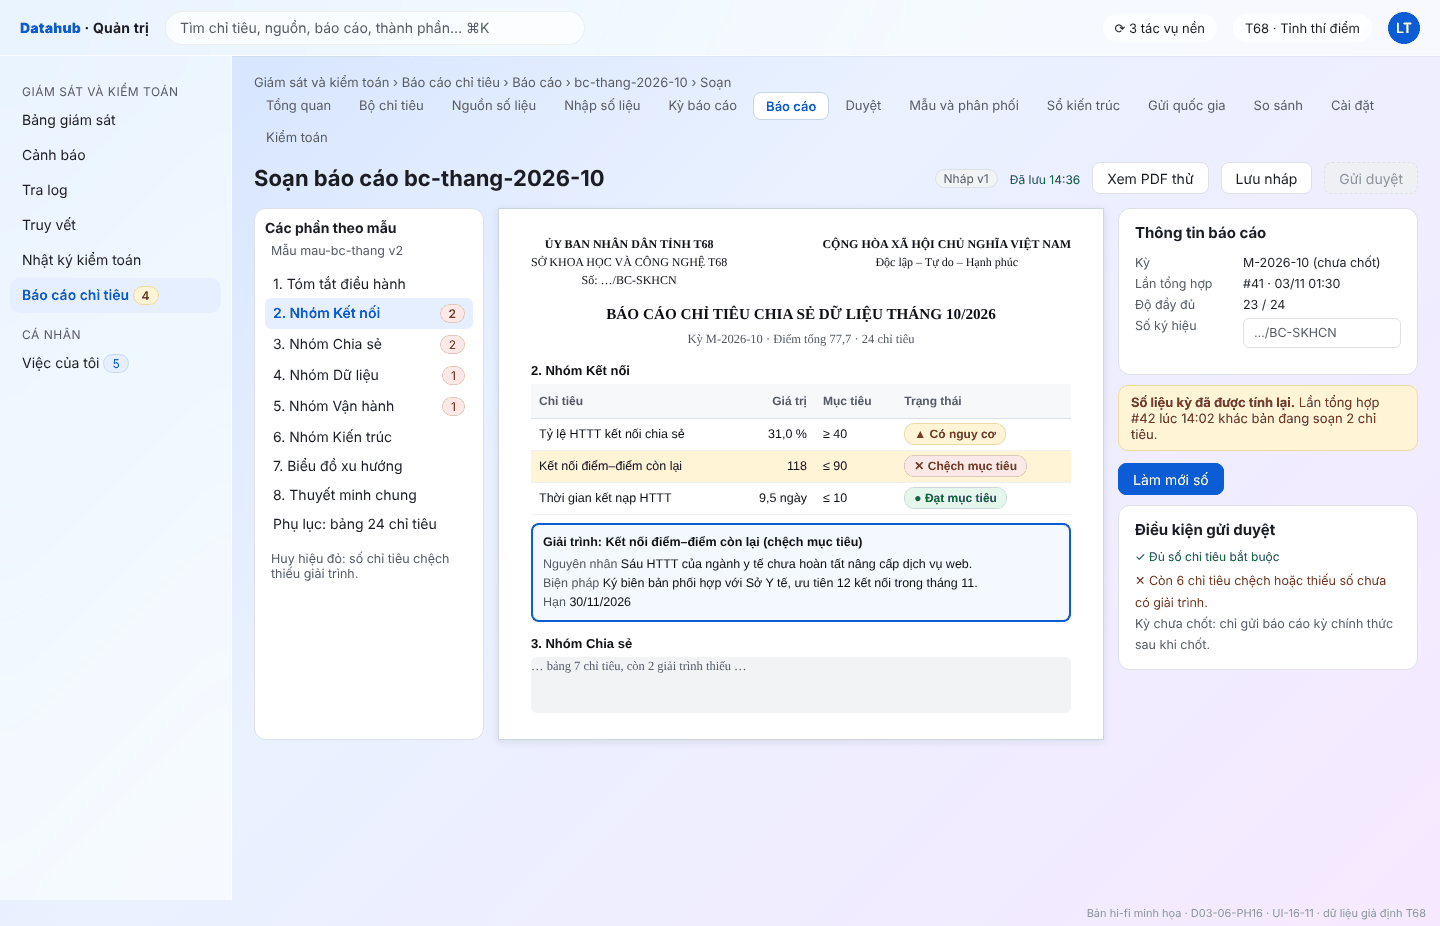 Datahub · Quản trị
Tìm chỉ tiêu, nguồn, báo cáo, thành phần... ⌘K
⟳ 3 tác vụ nền
T68 · Tỉnh thí điểm
LT
GIÁM SÁT VÀ KIỂM TOÁN
Bảng giám sát
Cảnh báo
Tra log
Truy vết
Nhật ký kiểm toán
Báo cáo chỉ tiêu 4
CÁ NHÂN
Việc của tôi 5
Giám sát và kiểm toán › Báo cáo chỉ tiêu › Báo cáo › bc-thang-2026-10 › Soạn
Tổng quan Bộ chỉ tiêu Nguồn số liệu Nhập số liệu Kỳ báo cáo Báo cáo Duyệt Mẫu và phân phối Sổ kiến trúc Gửi quốc gia So sánh Cài đặt
Kiểm toán
Soạn báo cáo bc-thang-2026-10
Nháp v1
Đã lưu 14:36
Xem PDF thử
Lưu nháp
Gửi duyệt
Các phần theo mẫu
Mẫu mau-bc-thang v2
1. Tóm tắt điều hành
2. Nhóm Kết nối 2
3. Nhóm Chia sẻ 2
4. Nhóm Dữ liệu 1
5. Nhóm Vận hành 1
6. Nhóm Kiến trúc
7. Biểu đồ xu hướng
8. Thuyết minh chung
Phụ lục: bảng 24 chỉ tiêu
Huy hiệu đỏ: số chỉ tiêu chệch
thiếu giải trình.
ỦY BAN NHÂN DÂN TỈNH T68
SỞ KHOA HỌC VÀ CÔNG NGHỆ T68
Số: …/BC-SKHCN
CỘNG HÒA XÃ HỘI CHỦ NGHĨA VIỆT NAM
Độc lập – Tự do – Hạnh phúc
BÁO CÁO CHỈ TIÊU CHIA SẺ DỮ LIỆU THÁNG 10/2026
Kỳ M-2026-10 · Điểm tổng 77,7 · 24 chỉ tiêu
2. Nhóm Kết nối
Chỉ tiêu Giá trị Mục tiêu Trạng thái
Tỷ lệ HTTT kết nối chia sẻ 31,0 % ≥ 40 ▲ Có nguy cơ
Kết nối điểm–điểm còn lại 118 ≤ 90 ✕ Chệch mục tiêu
Thời gian kết nạp HTTT 9,5 ngày ≤ 10 ● Đạt mục tiêu
Giải trình: Kết nối điểm–điểm còn lại (chệch mục tiêu)
Nguyên nhân Sáu HTTT của ngành y tế chưa hoàn tất nâng cấp dịch vụ web.
Biện pháp Ký biên bản phối hợp với Sở Y tế, ưu tiên 12 kết nối trong tháng 11.
Hạn 30/11/2026
3. Nhóm Chia sẻ
… bảng 7 chỉ tiêu, còn 2 giải trình thiếu …
Thông tin báo cáo
Kỳ M-2026-10 (chưa chốt)
Lần tổng hợp #41 · 03/11 01:30
Độ đầy đủ 23 / 24
Số ký hiệu …/BC-SKHCN
Số liệu kỳ đã được tính lại. Lần tổng hợp
#42 lúc 14:02 khác bản đang soạn 2 chỉ
tiêu.
Làm mới số
Điều kiện gửi duyệt
✓ Đủ số chỉ tiêu bắt buộc
✕ Còn 6 chỉ tiêu chệch hoặc thiếu số chưa
có giải trình.
Kỳ chưa chốt: chỉ gửi báo cáo kỳ chính thức
sau khi chốt.
Bản hi-fi minh họa · D03-06-PH16 · UI-16-11 · dữ liệu giả định T68